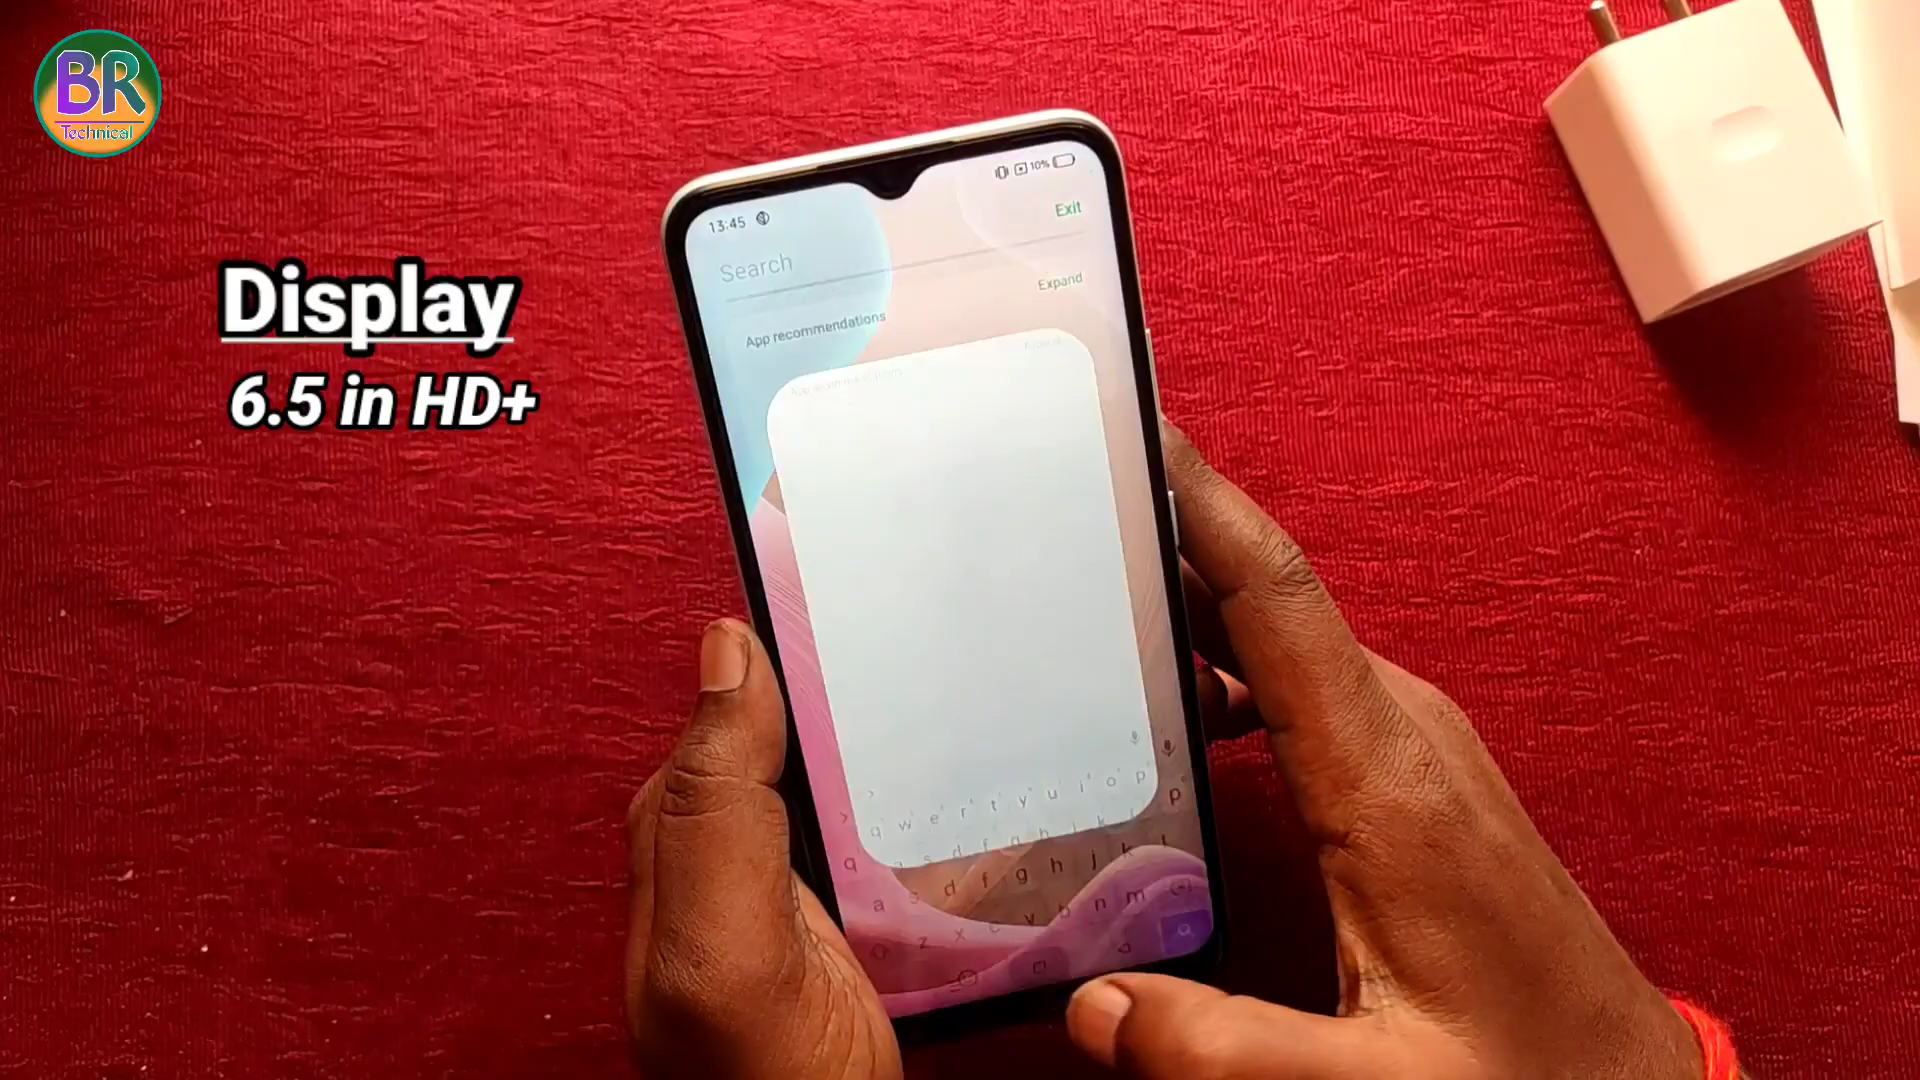 BR
Technical
Display
6.5 in HD+
13:45
10%
Exit
Search
Expand
App recommendations
q w e r t y u i o p
a s d f g h j k
q p
a s d f g h j k l
z x c v b n m